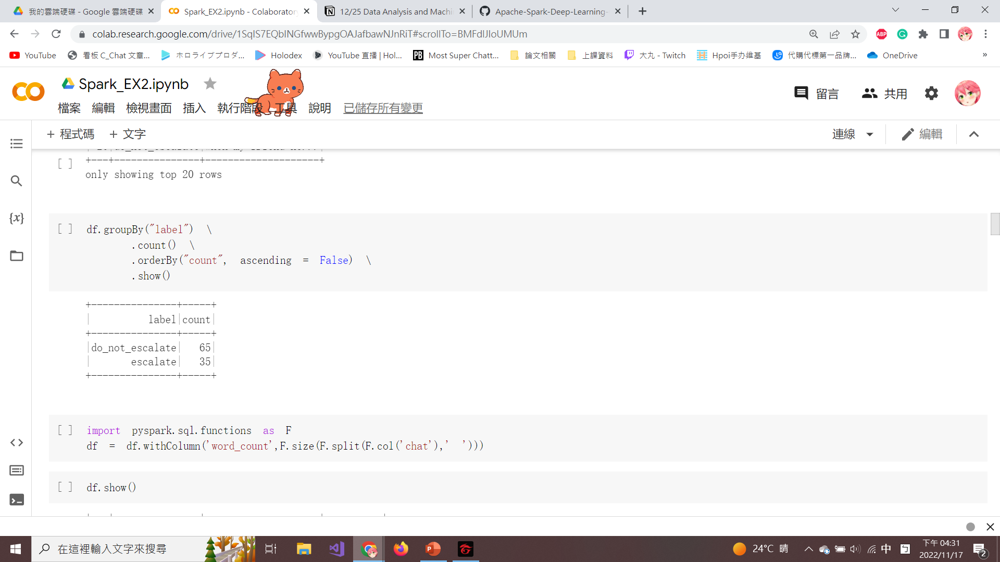 我的雲端硬碟 - Google 雲端硬碟
Spark_EX2.ipynb - Colaboratory
12/25 Data Analysis and Machi
Apache-Spark-Deep-Learning-
colab.research.google.com/drive/1SqIS7EQbINGfwwBypgOAJafbawNJnRiT#scrollTo=BMFdIJIoUMUm
ABP
YouTube
看板 C_Chat 文章...
ホロライブプロダ...
Holodex
YouTube 直播 | Hol...
PB
Most Super Chatt...
論文相關
上課資料
大丸 - Twitch
Hpoi手办维基
代購代標第一品牌...
OneDrive
»
Spark_EX2.ipynb
留言
共用
檔案 編輯 檢視畫面 插入 執行階段 工具 說明 已儲存所有變更
+ 程式碼 + 文字
連線
編輯
{x}
[ ]
+---+---------------+--------------------+
only showing top 20 rows
[ ] df.groupBy("label") \
.count() \
.orderBy("count", ascending = False) \
.show()
+---------------+-----+
| label|count|
+---------------+-----+
|do_not_escalate| 65|
| escalate| 35|
+---------------+-----+
[ ] import pyspark.sql.functions as F
df = df.withColumn('word_count',F.size(F.split(F.col('chat'),' ')))
[ ] df.show()
在這裡輸入文字來搜尋
24°C 晴
中
下午 04:31
2022/11/17
2